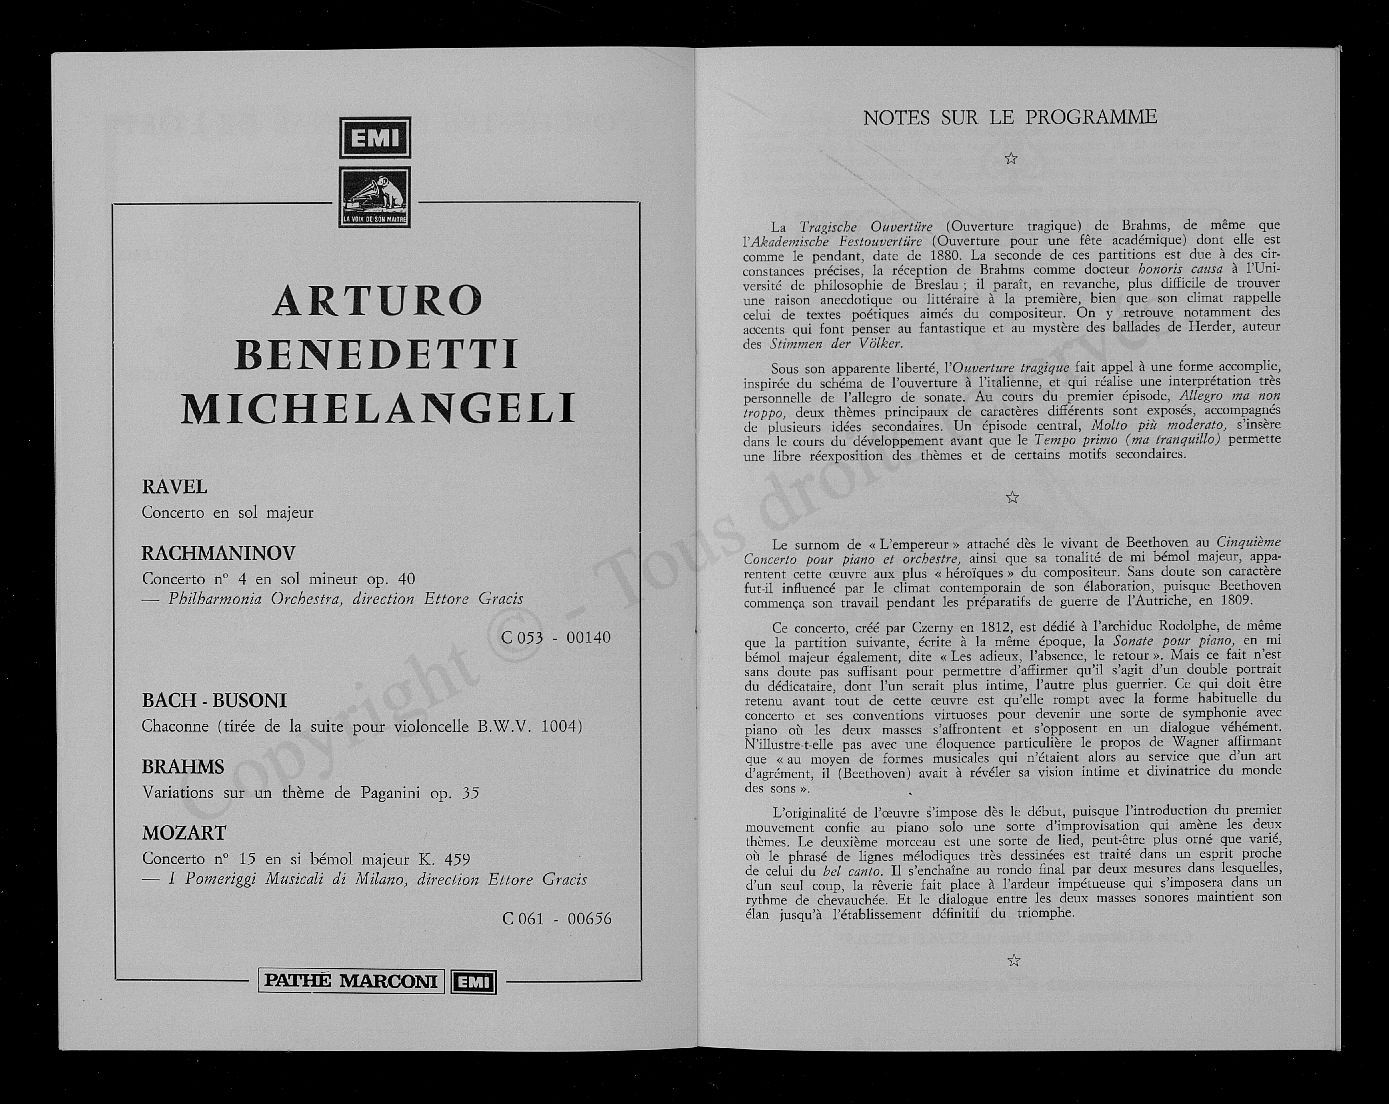 EMI
LA VOIX DE SON MAITRE
ARTURO
BENEDETTI
MICHELANGELI
RAVEL
Concerto en sol majeur
RACHMANINOV
Concerto n° 4 en sol mineur op. 40
— Philharmonia Orchestra, direction Ettore Gracis
C 053 - 00140
BACH - BUSONI
Chaconne (tirée de la suite pour violoncelle B.W.V. 1004)
BRAHMS
Variations sur un thème de Paganini op. 35
MOZART
Concerto n° 15 en si bémol majeur K. 459
— I Pomeriggi Musicali di Milano, direction Ettore Gracis
C 061 - 00656
PATHÉ MARCONI EMI
NOTES SUR LE PROGRAMME
La Tragische Ouvertüre (Ouverture tragique) de Brahms, de même que
l'Akademische Festouvertüre (Ouverture pour une fête académique) dont elle est
comme le pendant, date de 1880. La seconde de ces partitions est due à des cir-
constances précises, la réception de Brahms comme docteur honoris causa à l'Uni-
versité de philosophie de Breslau ; il paraît, en revanche, plus difficile de trouver
une raison anecdotique ou littéraire à la première, bien que son climat rappelle
celui de textes poétiques aimés du compositeur. On y retrouve notamment des
accents qui font penser au fantastique et au mystère des ballades de Herder, auteur
des Stimmen der Völker.
Sous son apparente liberté, l'Ouverture tragique fait appel à une forme accomplie,
inspirée du schéma de l'ouverture à l'italienne, et qui réalise une interprétation très
personnelle de l'allegro de sonate. Au cours du premier épisode, Allegro ma non
troppo, deux thèmes principaux de caractères différents sont exposés, accompagnés
de plusieurs idées secondaires. Un épisode central, Molto più moderato, s'insère
dans le cours du développement avant que le Tempo primo (ma tranquillo) permette
une libre réexposition des thèmes et de certains motifs secondaires.
Le surnom de « L'empereur » attaché dès le vivant de Beethoven au Cinquième
Concerto pour piano et orchestre, ainsi que sa tonalité de mi bémol majeur, appa-
rentent cette œuvre aux plus « héroïques » du compositeur. Sans doute son caractère
fut-il influencé par le climat contemporain de son élaboration, puisque Beethoven
commença son travail pendant les préparatifs de guerre de l'Autriche, en 1809.
Ce concerto, créé par Czerny en 1812, est dédié à l'archiduc Rodolphe, de même
que la partition suivante, écrite à la même époque, la Sonate pour piano, en mi
bémol majeur également, dite « Les adieux, l'absence, le retour ». Mais ce fait n'est
sans doute pas suffisant pour permettre d'affirmer qu'il s'agit d'un double portrait
du dédicataire, dont l'un serait plus intime, l'autre plus guerrier. Ce qui doit être
retenu avant tout de cette œuvre est qu'elle rompt avec la forme habituelle du
concerto et ses conventions virtuoses pour devenir une sorte de symphonie avec
piano où les deux masses s'affrontent et s'opposent en un dialogue véhément.
N'illustre-t-elle pas avec une éloquence particulière le propos de Wagner affirmant
que « au moyen de formes musicales qui n'étaient alors au service que d'un art
d'agrément, il (Beethoven) avait à révéler sa vision intime et divinatrice du monde
des sons ».
L'originalité de l'œuvre s'impose dès le début, puisque l'introduction du premier
mouvement confie au piano solo une sorte d'improvisation qui amène les deux
thèmes. Le deuxième morceau est une sorte de lied, peut-être plus orné que varié,
où le phrasé de lignes mélodiques très dessinées est traité dans un esprit proche
de celui du bel canto. Il s'enchaîne au rondo final par deux mesures dans lesquelles,
d'un seul coup, la rêverie fait place à l'ardeur impétueuse qui s'imposera dans un
rythme de chevauchée. Et le dialogue entre les deux masses sonores maintient son
élan jusqu'à l'établissement définitif du triomphe.
Copyright © - Tous droits réservés